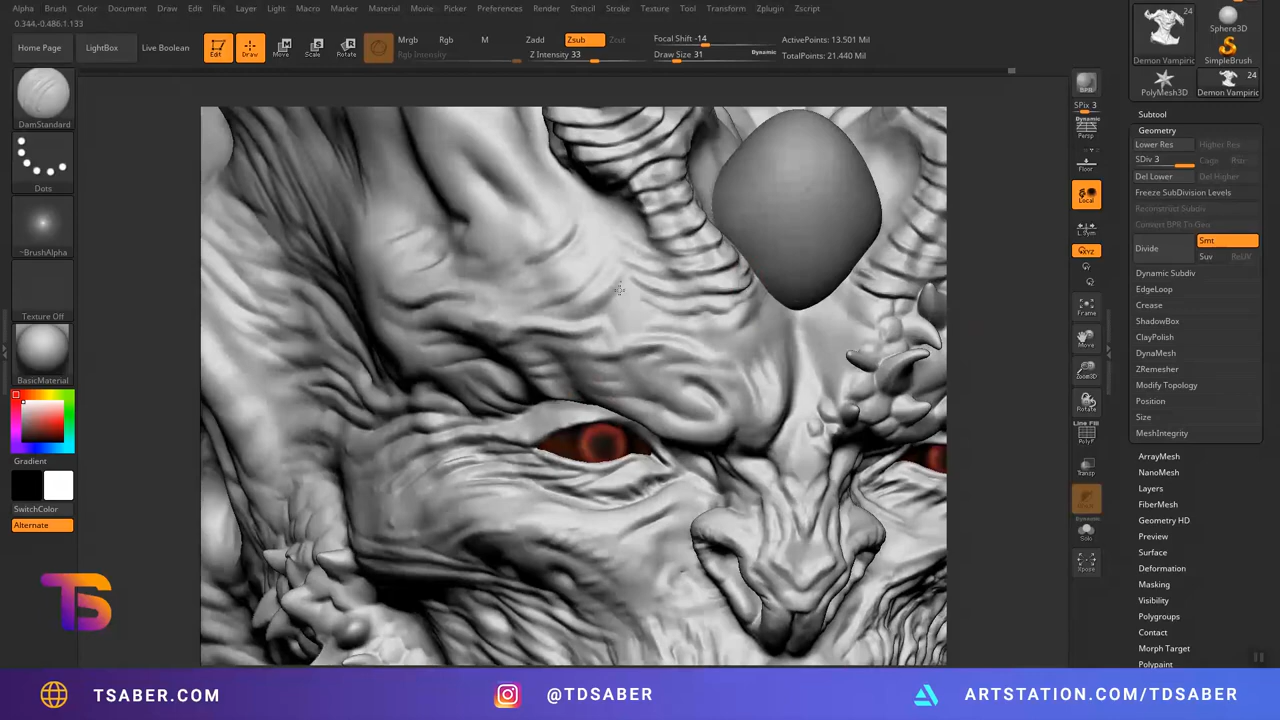 Alpha Brush Color Document Draw Edit File Layer Light Macro Marker Material Movie Picker Preferences Render Stencil Stroke Texture Tool Transform Zplugin Zscript
0.344,-0.486,1.133
Home Page LightBox Live Boolean Edit Draw Move Scale Rotate
Mrgb Rgb M
Rgb Intensity
Zadd Zsub Zcut
Z Intensity 33
Focal Shift -14
Draw Size 31 Dynamic
ActivePoints: 13.501 Mil
TotalPoints: 21.440 Mil
DamStandard
Dots
~BrushAlpha
Texture Off
BasicMaterial
Gradient
SwitchColor
Alternate
TS
BPR
SPix 3
Dynamic
Persp
Floor
Local
L.Sym
XYZ
Frame
Move
Zoom3D
Rotate
Line Fill
PolyF
Transp
Dynamic
Solo
Xpose
24
Demon Vampiric
Sphere3D
SimpleBrush
PolyMesh3D
24
Demon Vampiric
Subtool
Geometry
Lower Res Higher Res
SDiv 3 Cage Rstr
Del Lower Del Higher
Freeze SubDivision Levels
Reconstruct Subdiv
Convert BPR To Geo
Divide Smt
Suv ReUV
Dynamic Subdiv
EdgeLoop
Crease
ShadowBox
ClayPolish
DynaMesh
ZRemesher
Modify Topology
Position
Size
MeshIntegrity
ArrayMesh
NanoMesh
Layers
FiberMesh
Geometry HD
Preview
Surface
Deformation
Masking
Visibility
Polygroups
Contact
Morph Target
Polypaint
TSABER.COM
@TDSABER
ARTSTATION.COM/TDSABER